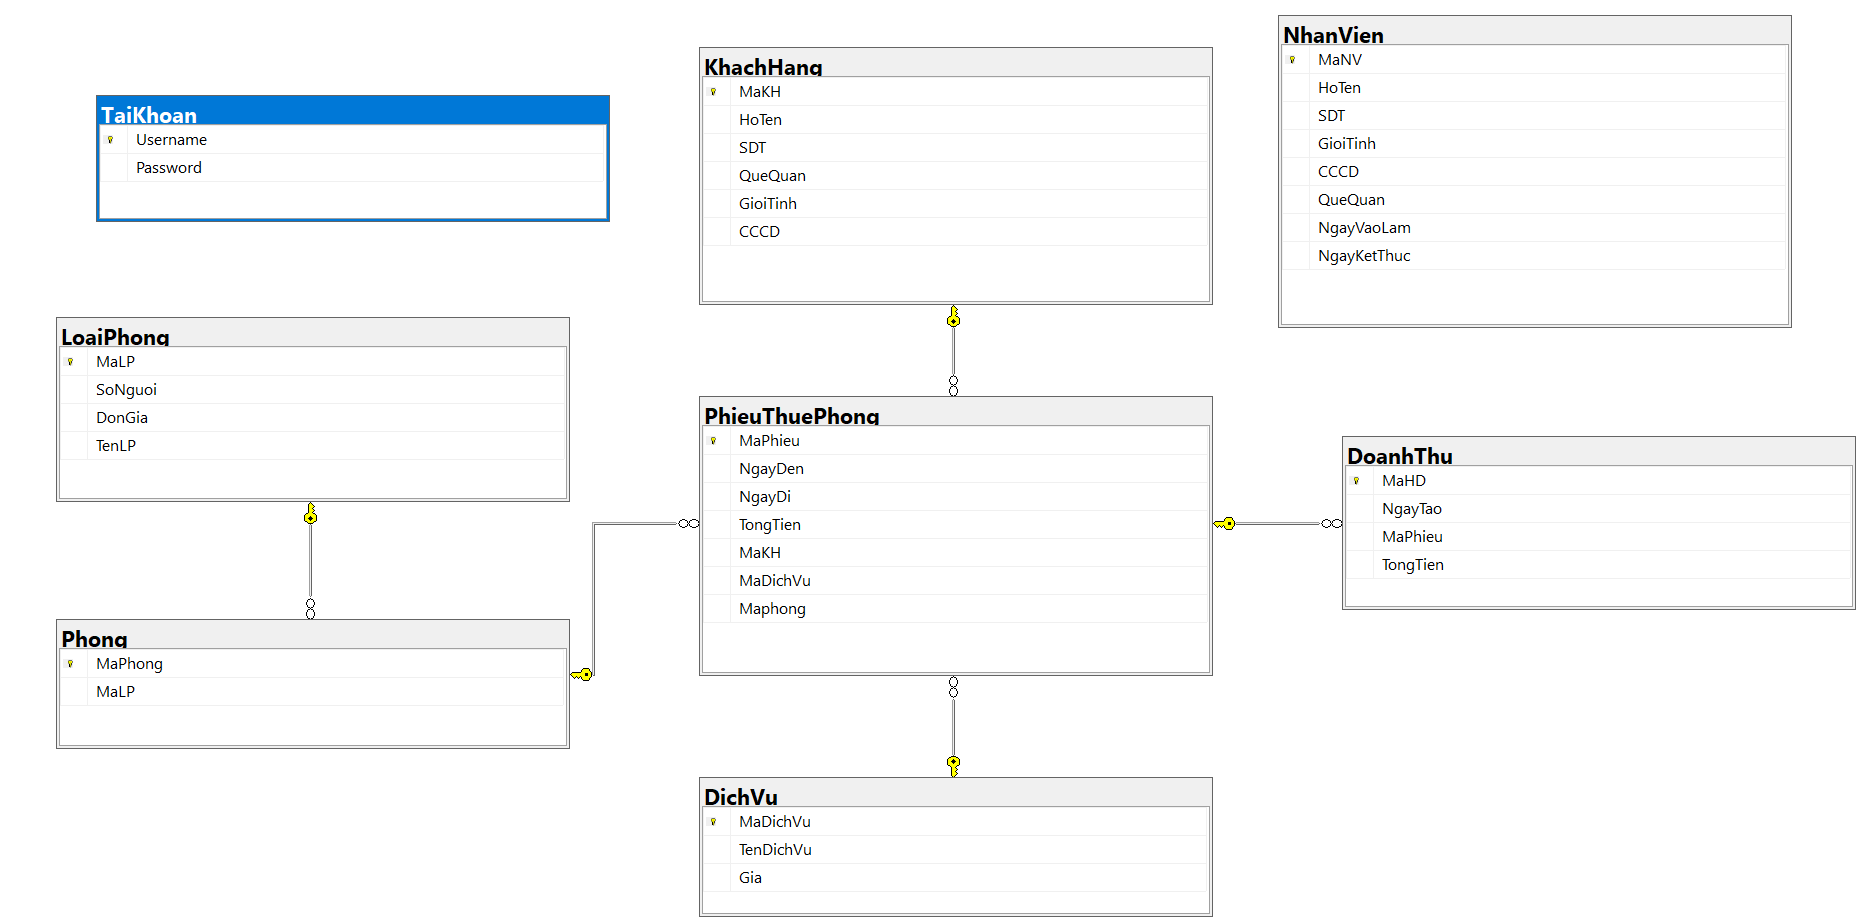 TaiKhoan
Username
Password
KhachHang
MaKH
HoTen
SDT
QueQuan
GioiTinh
CCCD
NhanVien
MaNV
HoTen
SDT
GioiTinh
CCCD
QueQuan
NgayVaoLam
NgayKetThuc
LoaiPhong
MaLP
SoNguoi
DonGia
TenLP
PhieuThuePhong
MaPhieu
NgayDen
NgayDi
TongTien
MaKH
MaDichVu
Maphong
DoanhThu
MaHD
NgayTao
MaPhieu
TongTien
Phong
MaPhong
MaLP
DichVu
MaDichVu
TenDichVu
Gia